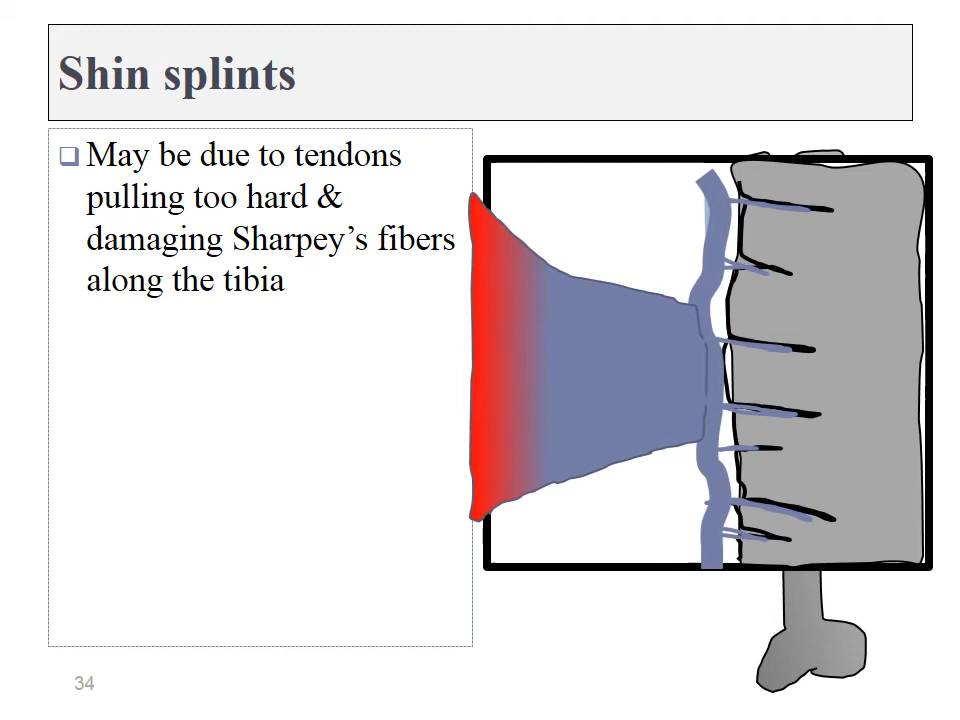 Shin splints
May be due to tendons
pulling too hard &
damaging Sharpey’s fibers
along the tibia
34